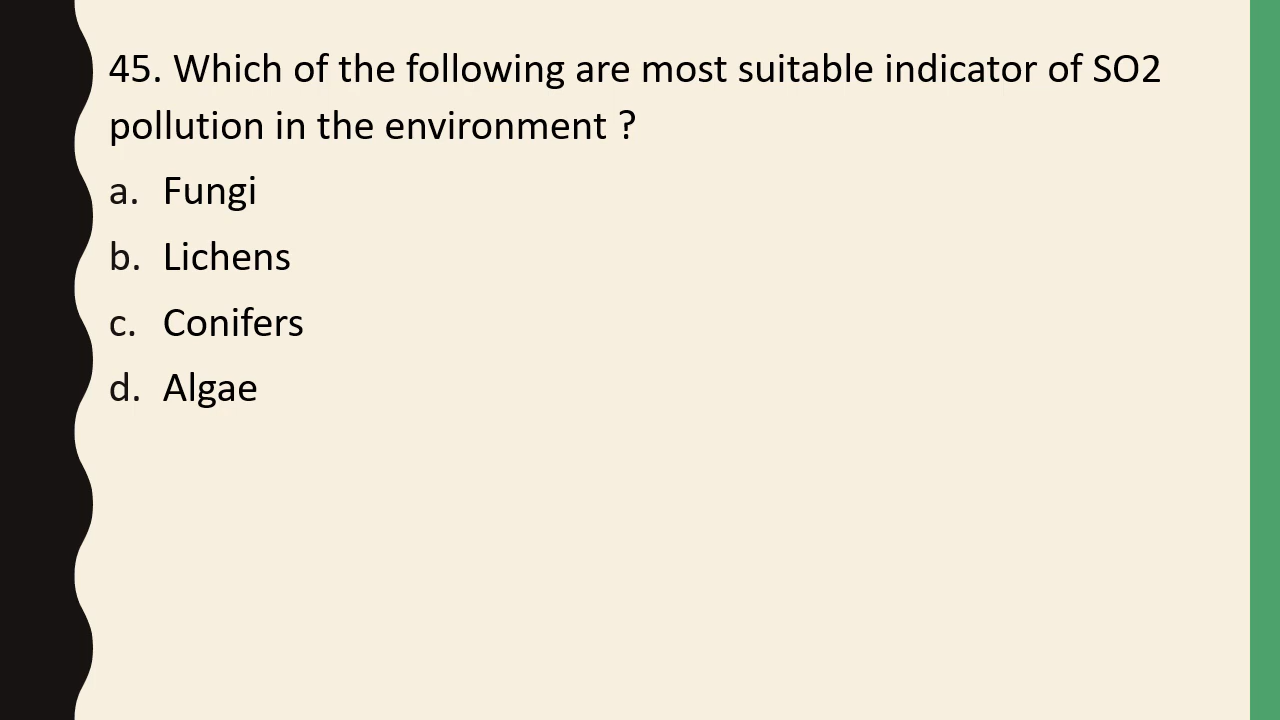 45. Which of the following are most suitable indicator of SO2
pollution in the environment ?
a. Fungi
b. Lichens
c. Conifers
d. Algae